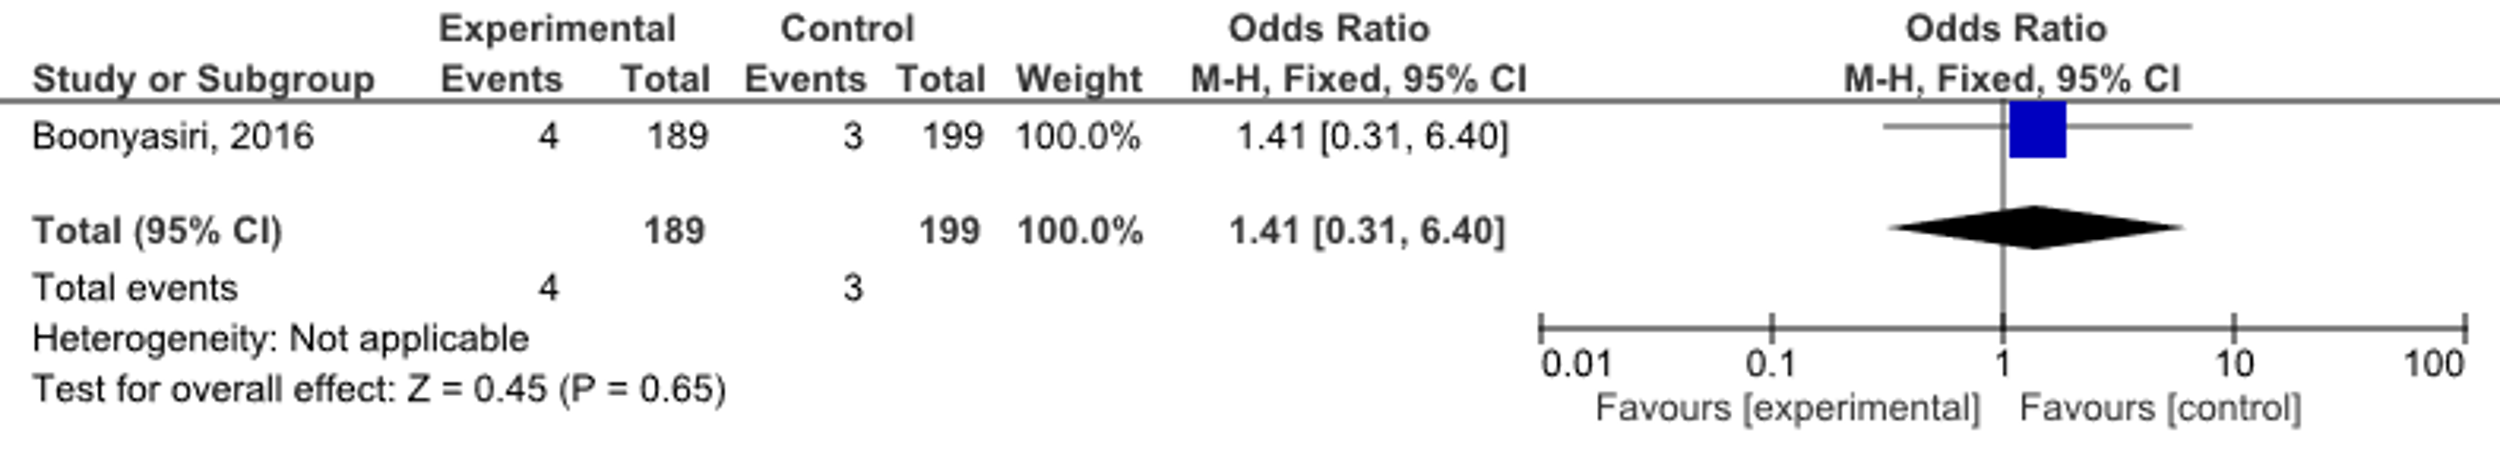 Experimental Control Odds Ratio Odds Ratio
Study or Subgroup Events Total Events Total Weight M-H, Fixed, 95% CI M-H, Fixed, 95% CI
Boonyasiri, 2016 4 189 3 199 100.0% 1.41 [0.31, 6.40]
Total (95% CI) 189 199 100.0% 1.41 [0.31, 6.40]
Total events 4 3
Heterogeneity: Not applicable
Test for overall effect: Z = 0.45 (P = 0.65)
0.01 0.1 1 10 100
Favours [experimental] Favours [control]